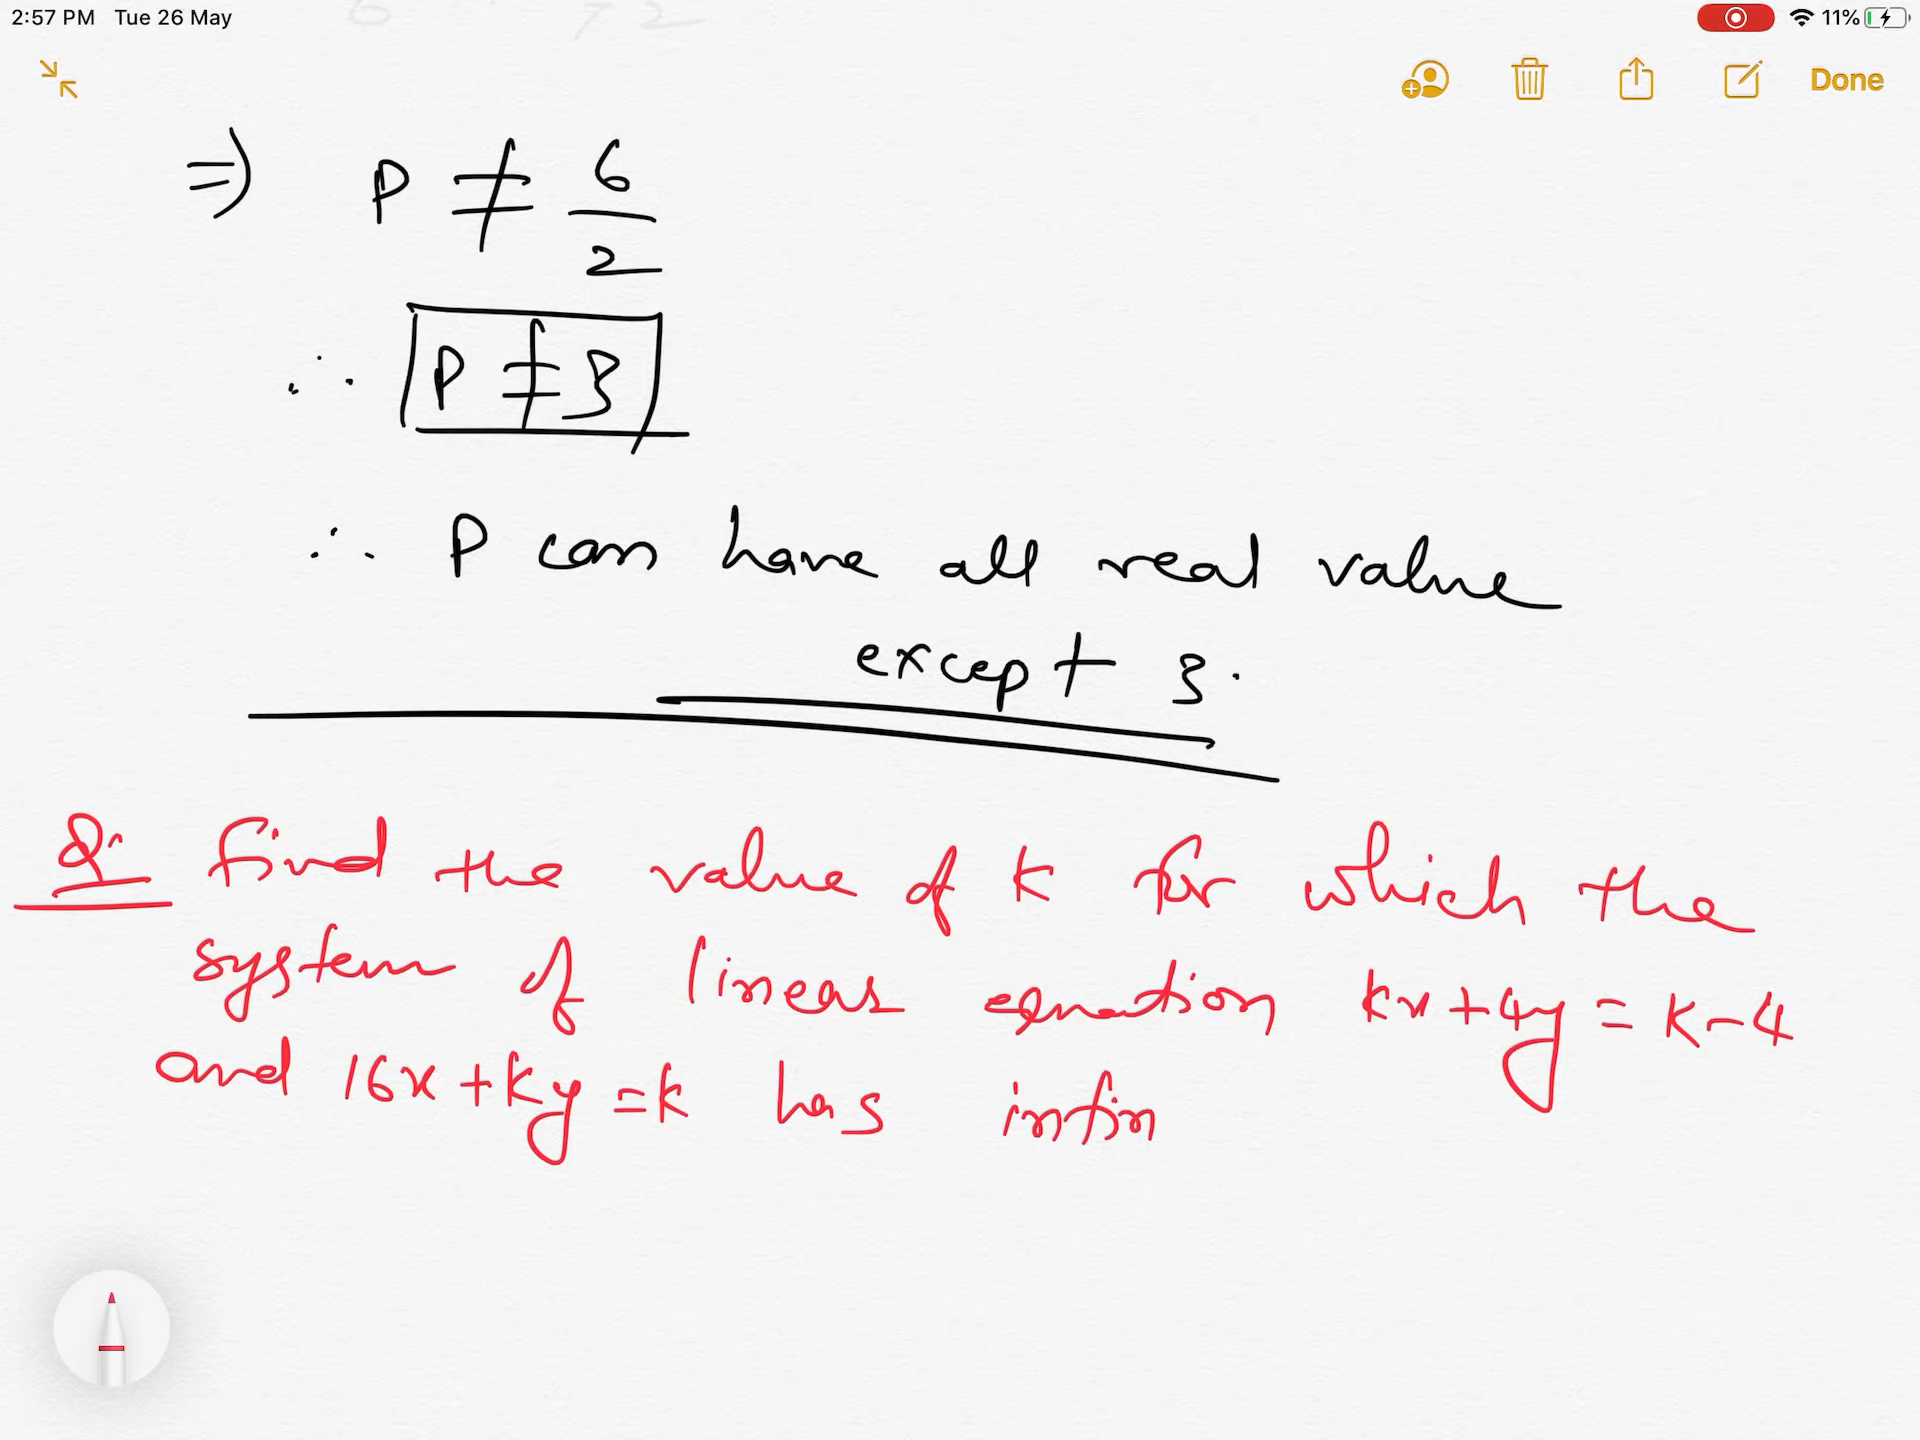 2:57 PM Tue 26 May 11%
Done
=) P ≠ 6/2
∴ P ≠ 3
∴ P can have all real value
except 3.
Q: find the value of k for which the
system of linear equation kx+4y = k-4
and 16x+ky=k has infin